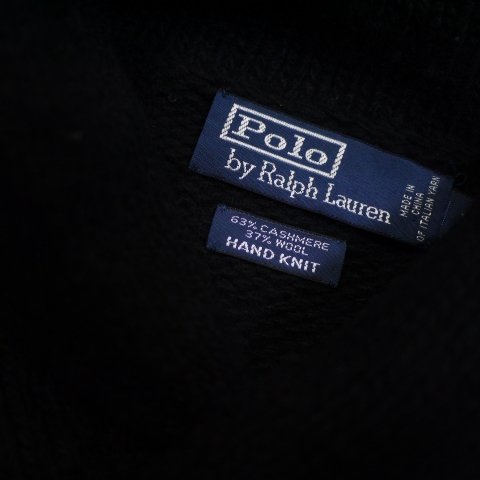 Polo
by Ralph Lauren
MADE IN
CHINA
OF ITALIAN YARN
63% CASHMERE
37% WOOL
HAND KNIT